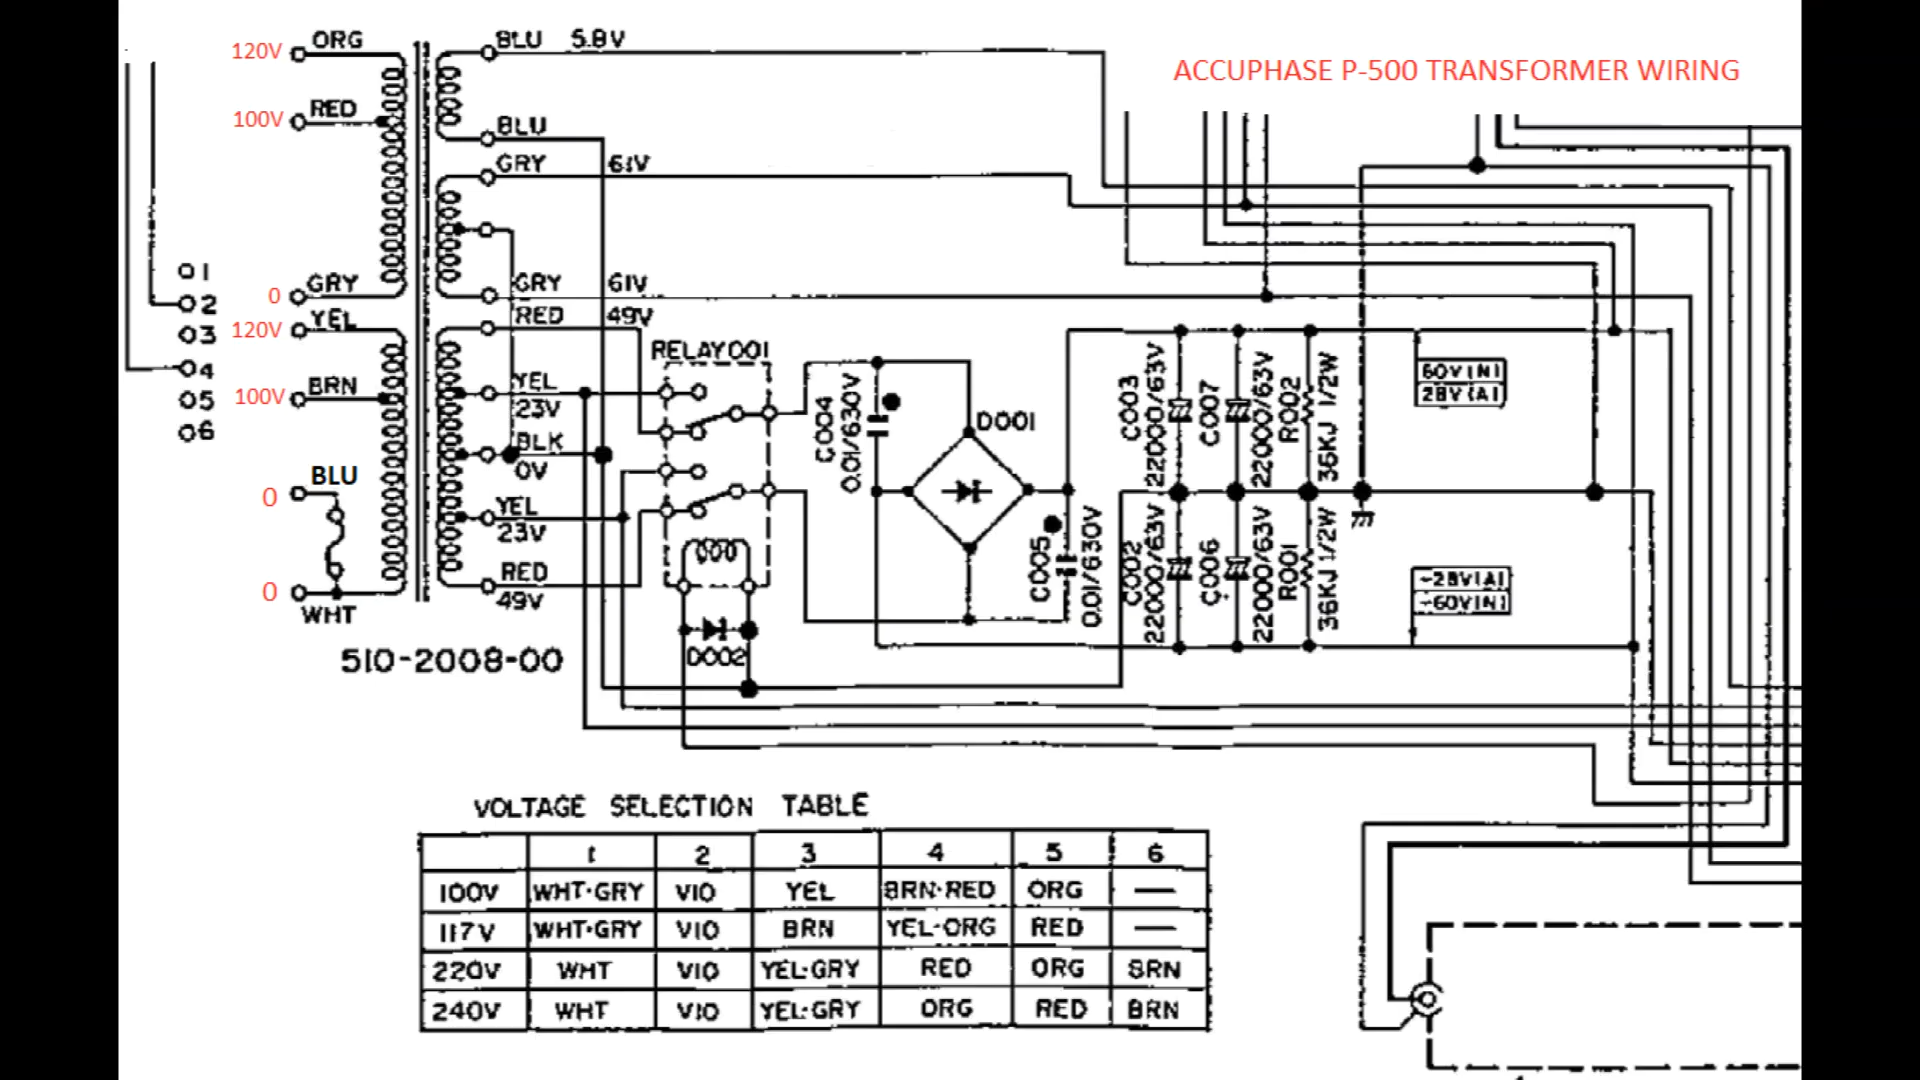 ACCUPHASE P-500 TRANSFORMER WIRING
120V ORG
100V RED
0 GRY
120V YEL
100V BRN
0 BLU
0 WHT
O1
O2
O3
O4
O5
O6
510-2008-00
BLU 5.8V
BLU
GRY 61V
GRY 61V
RED 49V
YEL
23V
BLK
0V
YEL
23V
RED
49V
RELAY001
D002
C004
0.01/630V
D001
C005
0.01/630V
C003
22000/63V
C007
22000/63V
R002
36KJ 1/2W
C002
22000/63V
C006
22000/63V
R001
36KJ 1/2W
60V(N)
28V(A)
-28V(A)
-60V(N)
VOLTAGE SELECTION TABLE
1 2 3 4 5 6
100V WHT·GRY VIO YEL BRN·RED ORG —
117V WHT·GRY VIO BRN YEL·ORG RED —
220V WHT VIO YEL·GRY RED ORG BRN
240V WHT VIO YEL·GRY ORG RED BRN